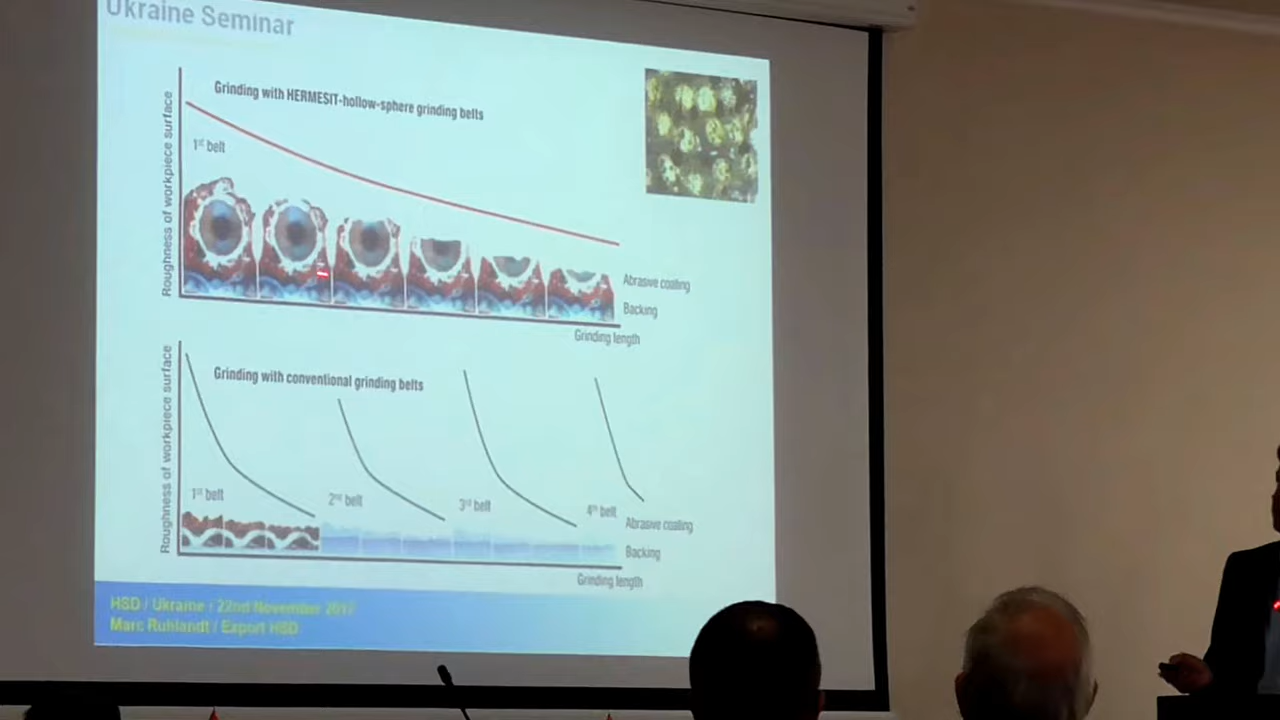 Ukraine Seminar
Roughness of workpiece surface
Grinding with HERMESIT-hollow-sphere grinding belts
1st belt
Abrasive coating
Backing
Grinding length
Roughness of workpiece surface
Grinding with conventional grinding belts
1st belt
2nd belt
3rd belt
4th belt
Abrasive coating
Backing
Grinding length
HSD / Ukraine / 22nd November 2017
Marc Ruhlandt / Export HSD